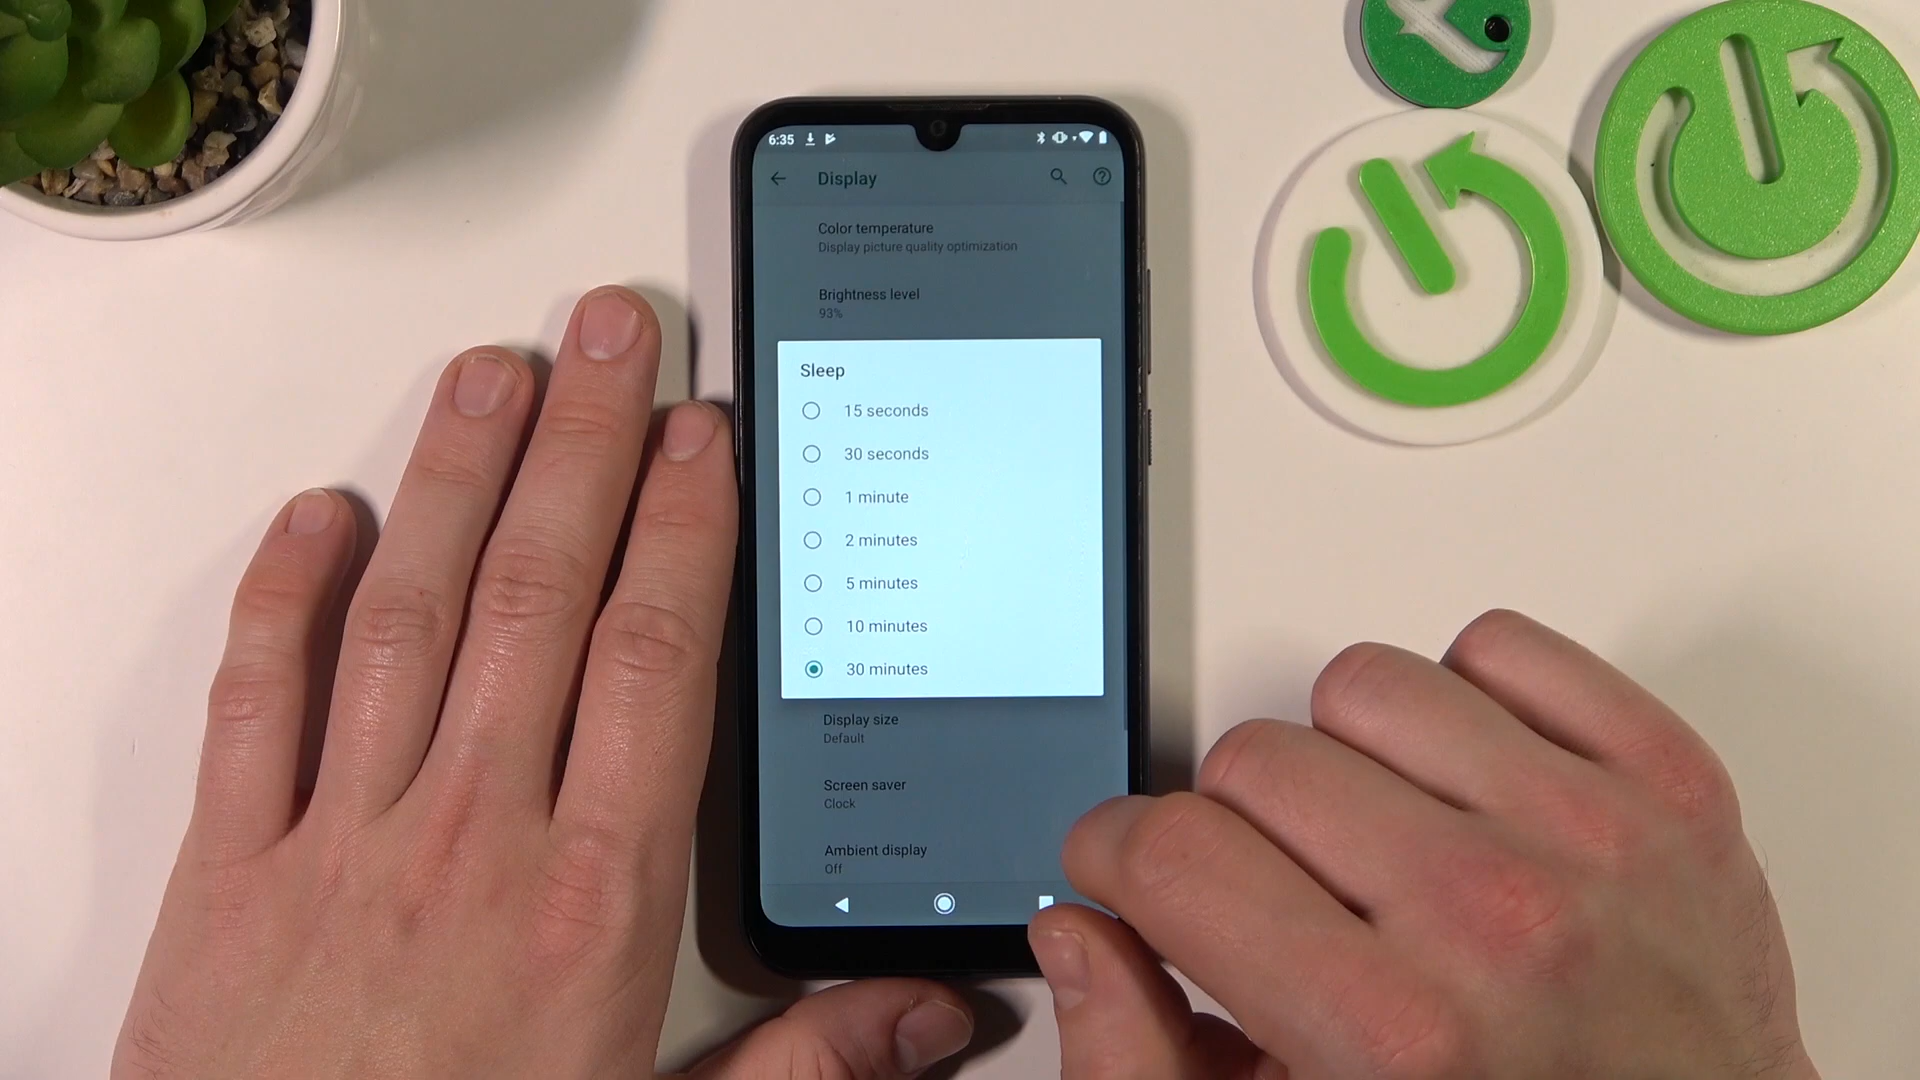 6:35
Display
Color temperature
Display picture quality optimization
Brightness level
93%
Sleep
15 seconds
30 seconds
1 minute
2 minutes
5 minutes
10 minutes
30 minutes
Display size
Default
Screen saver
Clock
Ambient display
Off